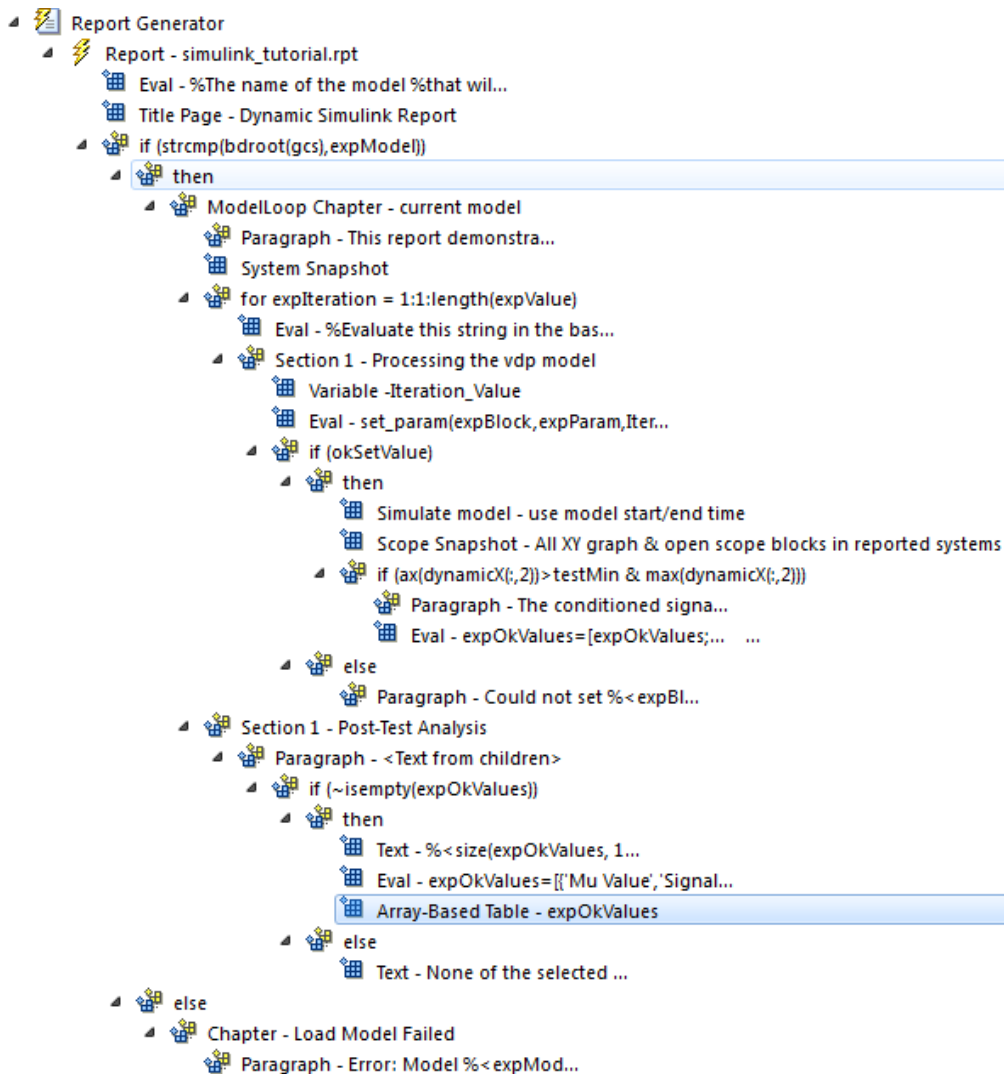 Report Generator
Report - simulink_tutorial.rpt
Eval - %The name of the model %that wil...
Title Page - Dynamic Simulink Report
if (strcmp(bdroot(gcs),expModel))
then
ModelLoop Chapter - current model
Paragraph - This report demonstra...
System Snapshot
for expIteration = 1:1:length(expValue)
Eval - %Evaluate this string in the bas...
Section 1 - Processing the vdp model
Variable -Iteration_Value
Eval - set_param(expBlock,expParam,Iter...
if (okSetValue)
then
Simulate model - use model start/end time
Scope Snapshot - All XY graph & open scope blocks in reported systems
if (ax(dynamicX(:,2))>testMin & max(dynamicX(:,2)))
Paragraph - The conditioned signa...
Eval - expOkValues=[expOkValues;... ...
else
Paragraph - Could not set %<expBl...
Section 1 - Post-Test Analysis
Paragraph - <Text from children>
if (~isempty(expOkValues))
then
Text - %<size(expOkValues, 1...
Eval - expOkValues=[{'Mu Value','Signal...
Array-Based Table - expOkValues
else
Text - None of the selected ...
else
Chapter - Load Model Failed
Paragraph - Error: Model %<expMod...